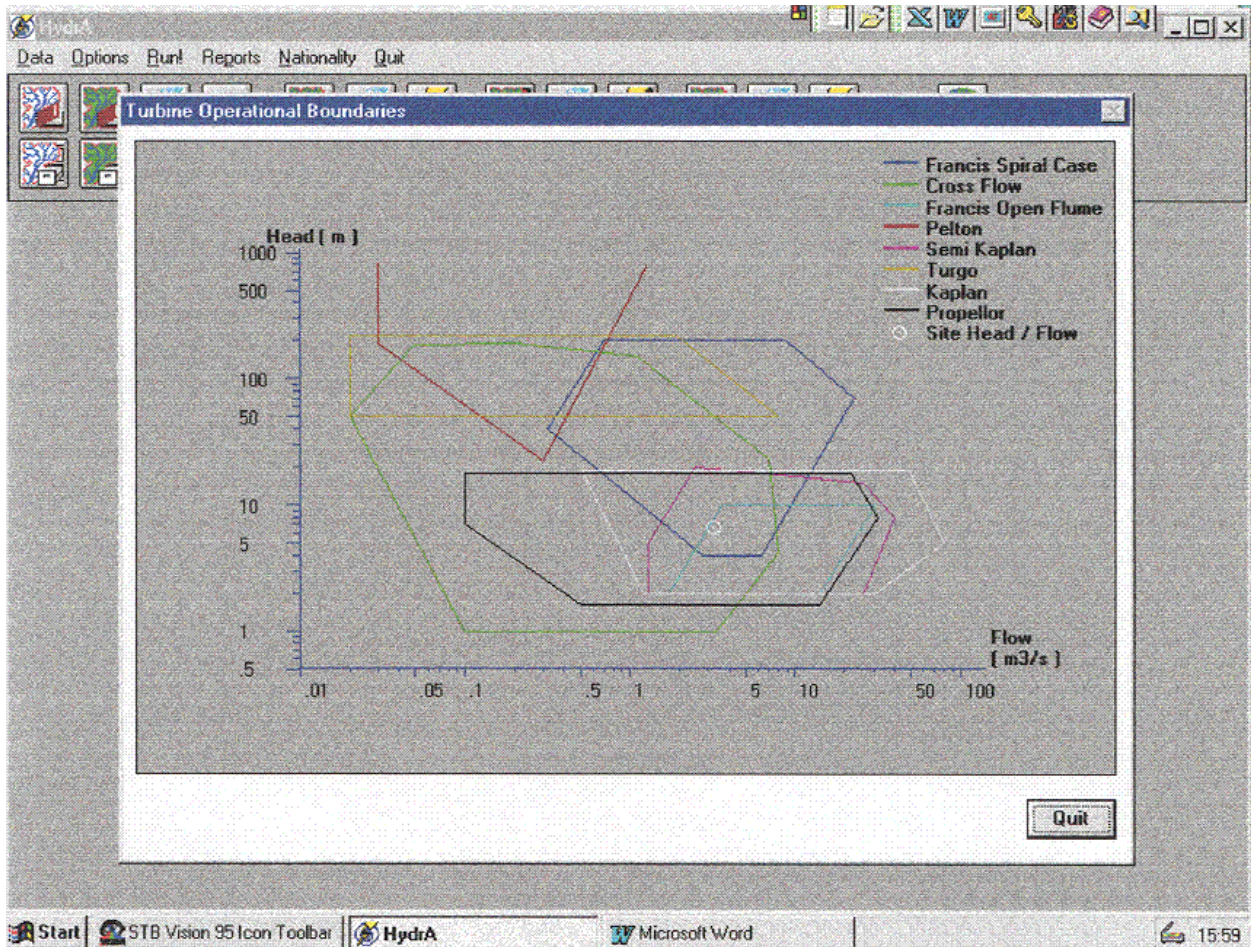 HydrA
Data Options Run! Reports Nationality Quit
Turbine Operational Boundaries
Francis Spiral Case
Cross Flow
Francis Open Flume
Pelton
Semi Kaplan
Turgo
Kaplan
Propellor
Site Head / Flow
Head [ m ]
1000
500
100
50
10
5
1
.5
Flow
[ m3/s ]
.01 .05 .1 .5 1 5 10 50 100
Quit
Start STB Vision 95 Icon Toolbar HydrA Microsoft Word 15:59